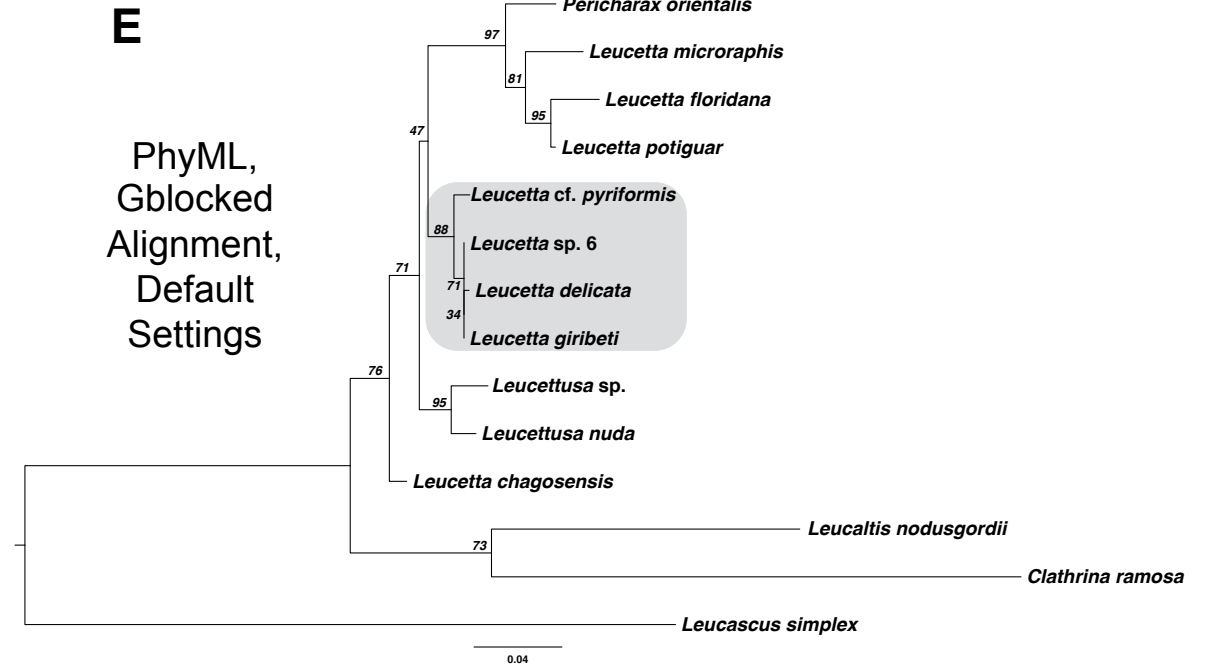 E
Pericharax orientalis
97
Leucetta microraphis
81
Leucetta floridana
95
Leucetta potiguar
47
PhyML,
Gblocked
Alignment,
Default
Settings
Leucetta cf. pyriformis
88
Leucetta sp. 6
71
71
Leucetta delicata
34
Leucetta giribeti
76
Leucettusa sp.
95
Leucettusa nuda
Leucetta chagosensis
Leucaltis nodusgordii
73
Clathrina ramosa
Leucascus simplex
0.04